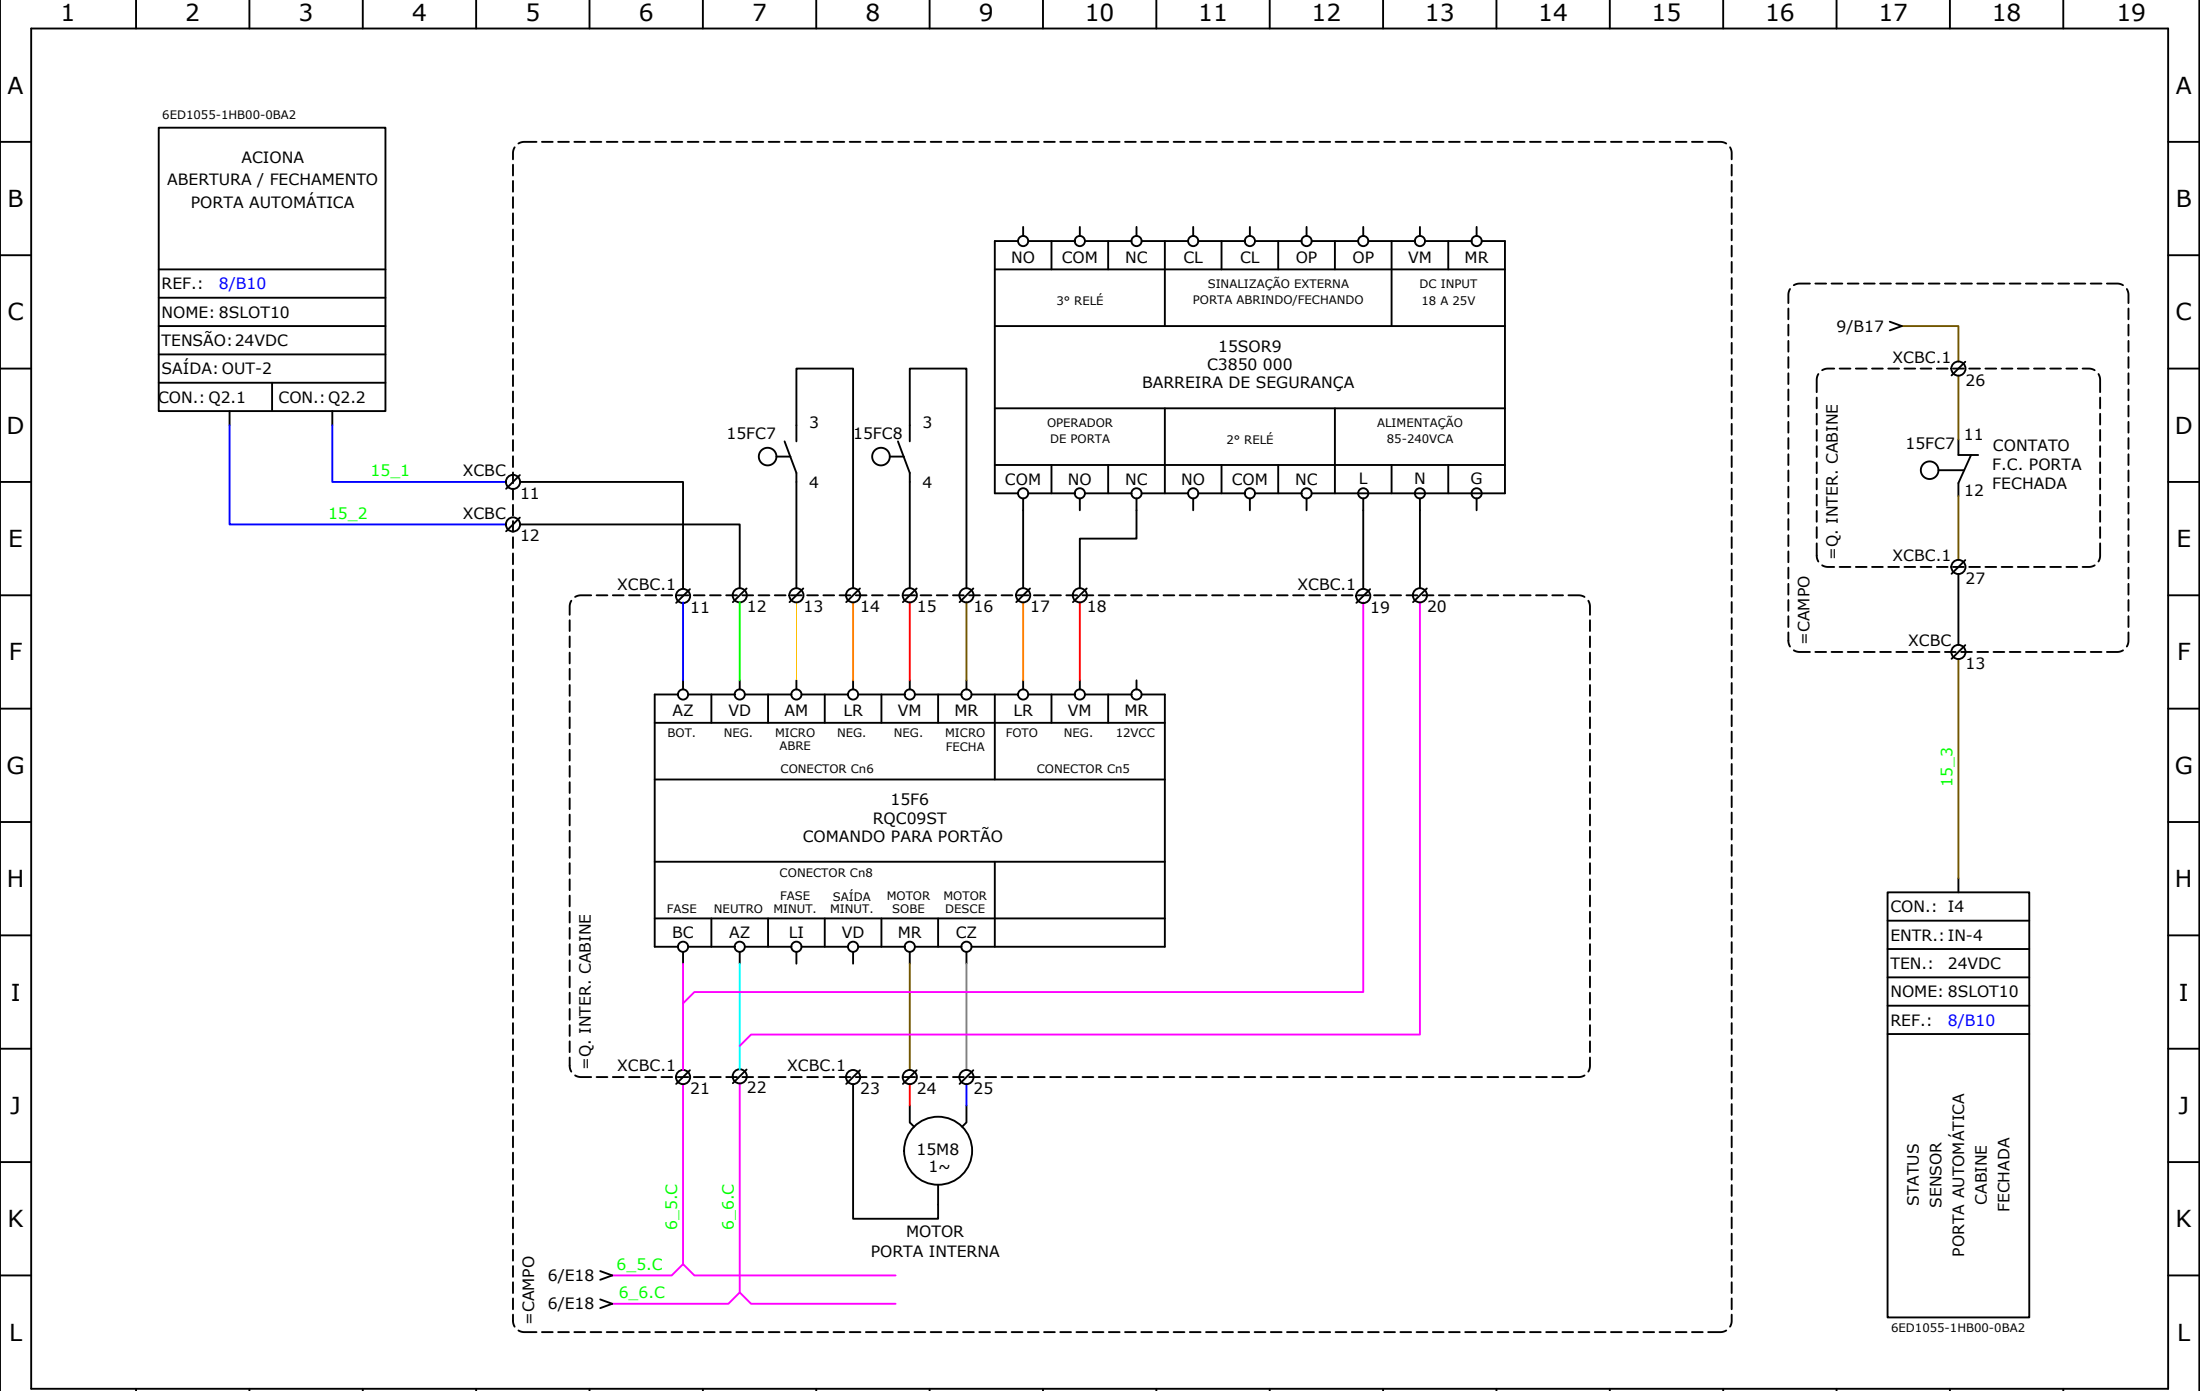 1 2 3 4 5 6 7 8 9 10 11 12 13 14 15 16 17 18 19
A A
B B
C C
D D
E E
F F
G G
H H
I I
J J
K K
L L
6ED1055-1HB00-0BA2
ACIONA
ABERTURA / FECHAMENTO
PORTA AUTOMÁTICA
REF.: 8/B10
NOME: 8SLOT10
TENSÃO: 24VDC
SAÍDA: OUT-2
CON.: Q2.1 CON.: Q2.2
15_1 XCBC 11
15_2 XCBC 12
NO COM NC CL CL OP OP VM MR
3º RELÉ
SINALIZAÇÃO EXTERNA
PORTA ABRINDO/FECHANDO
DC INPUT
18 A 25V
15SOR9
C3850 000
BARREIRA DE SEGURANÇA
OPERADOR
DE PORTA
2º RELÉ
ALIMENTAÇÃO
85-240VCA
COM NO NC NO COM NC L N G
15FC7 3 4
15FC8 3 4
XCBC.1 11 12 13 14 15 16 17 18 XCBC.1 19 20
AZ VD AM LR VM MR LR VM MR
BOT.
NEG.
MICRO
ABRE
NEG.
NEG.
MICRO
FECHA
FOTO
NEG.
12VCC
CONECTOR Cn6
CONECTOR Cn5
15F6
RQC09ST
COMANDO PARA PORTÃO
CONECTOR Cn8
FASE
NEUTRO
FASE
MINUT.
SAÍDA
MINUT.
MOTOR
SOBE
MOTOR
DESCE
BC AZ LI VD MR CZ
=Q. INTER. CABINE
XCBC.1 21 22 XCBC.1 23 24 25
15M8
1~
MOTOR
PORTA INTERNA
6_5.C
6_6.C
=CAMPO
6/E18 6_5.C
6/E18 6_6.C
9/B17
XCBC.1
26
=Q. INTER. CABINE
15FC7
11
12
CONTATO
F.C. PORTA
FECHADA
XCBC.1
27
=CAMPO
XCBC
13
15_3
CON.: I4
ENTR.: IN-4
TEN.: 24VDC
NOME: 8SLOT10
REF.: 8/B10
STATUS
SENSOR
PORTA AUTOMÁTICA
CABINE
FECHADA
6ED1055-1HB00-0BA2